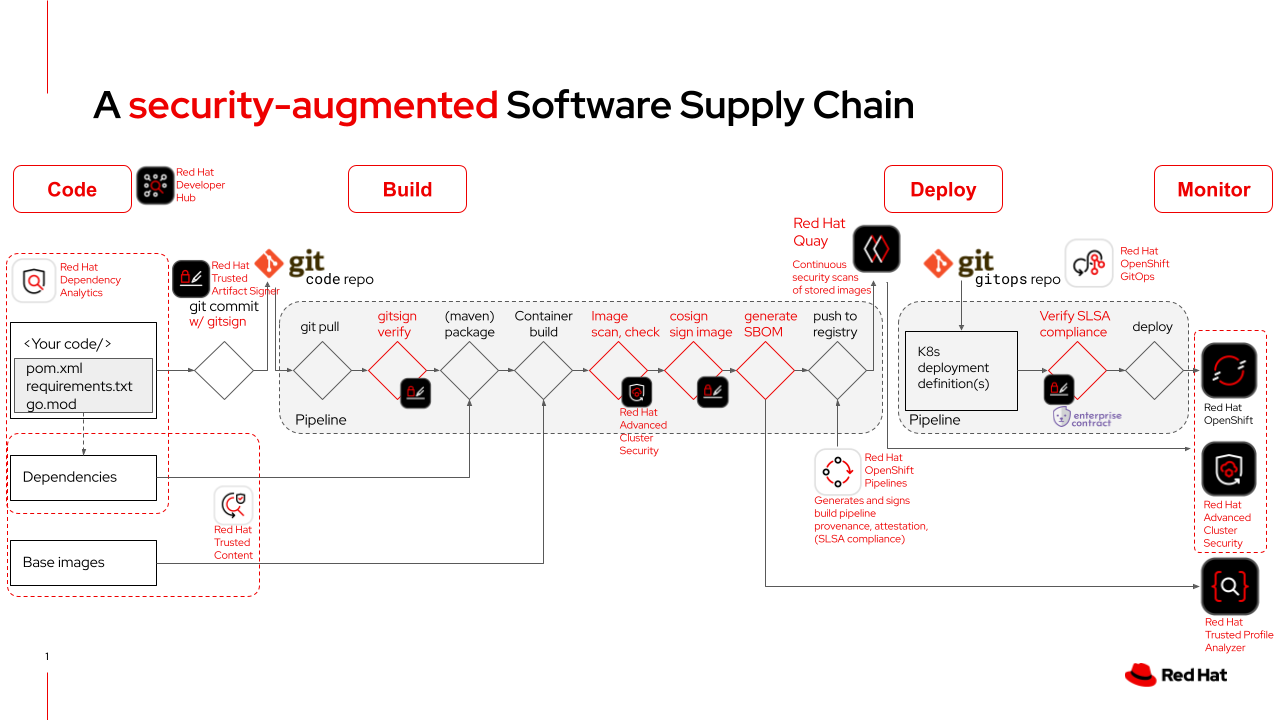 A security-augmented Software Supply Chain
Code
Red Hat
Developer
Hub
Build
Deploy
Monitor
Red Hat
Dependency
Analytics
Red Hat
Trusted
Artifact Signer
git
code repo
git commit
w/ gitsign
<Your code/>
pom.xml
requirements.txt
go.mod
Dependencies
Base images
Red Hat
Trusted
Content
git pull
gitsign
verify
(maven)
package
Container
build
Image
scan, check
cosign
sign image
generate
SBOM
push to
registry
Pipeline
Red Hat
Advanced
Cluster
Security
Red Hat
Quay
Continuous
security scans
of stored images
Red Hat
OpenShift
Pipelines
Generates and signs
build pipeline
provenance, attestation,
(SLSA compliance)
git
gitops repo
Red Hat
OpenShift
GitOps
K8s
deployment
definition(s)
Verify SLSA
compliance
deploy
enterprise
contract
Pipeline
Red Hat
OpenShift
Red Hat
Advanced
Cluster
Security
Red Hat
Trusted Profile
Analyzer
1
Red Hat